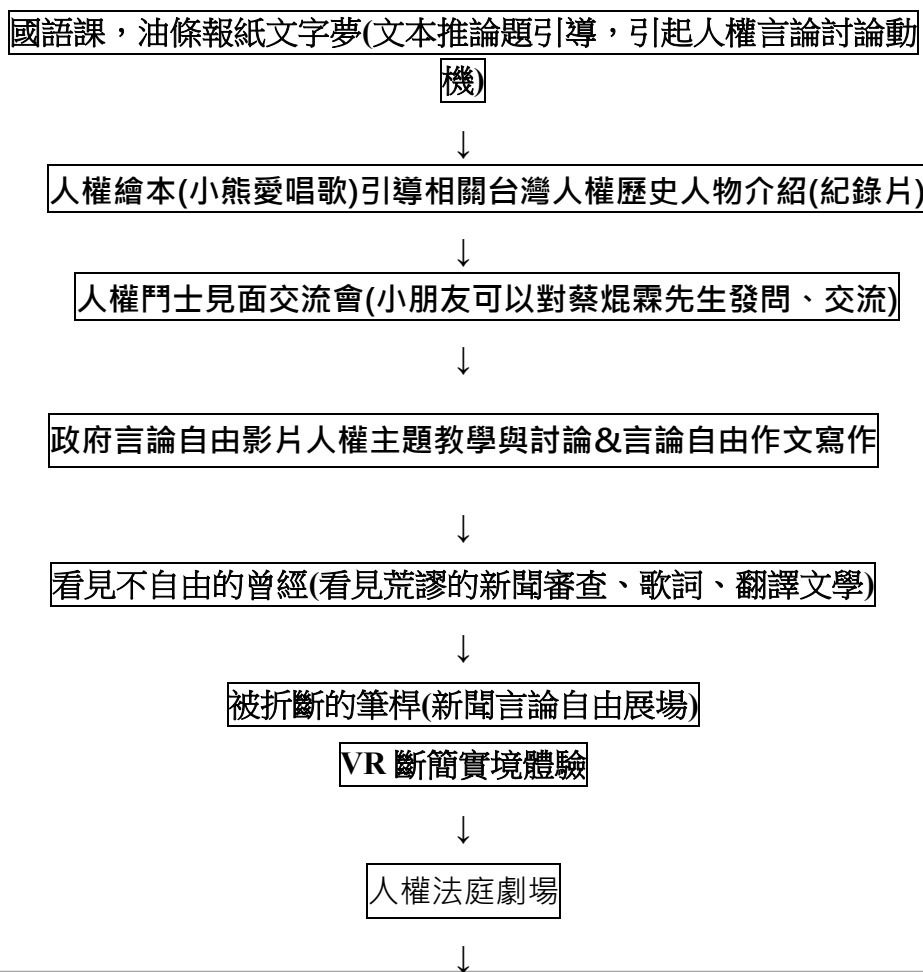 國語課，油條報紙文字夢(文本推論題引導，引起人權言論討論動
機)
↓
人權繪本(小熊愛唱歌)引導相關台灣人權歷史人物介紹(紀錄片)
↓
人權鬥士見面交流會(小朋友可以對蔡焜霖先生發問、交流)
↓
政府言論自由影片人權主題教學與討論&言論自由作文寫作
↓
看見不自由的曾經(看見荒謬的新聞審查、歌詞、翻譯文學)
↓
被折斷的筆桿(新聞言論自由展場)
VR 斷簡實境體驗
↓
人權法庭劇場
↓